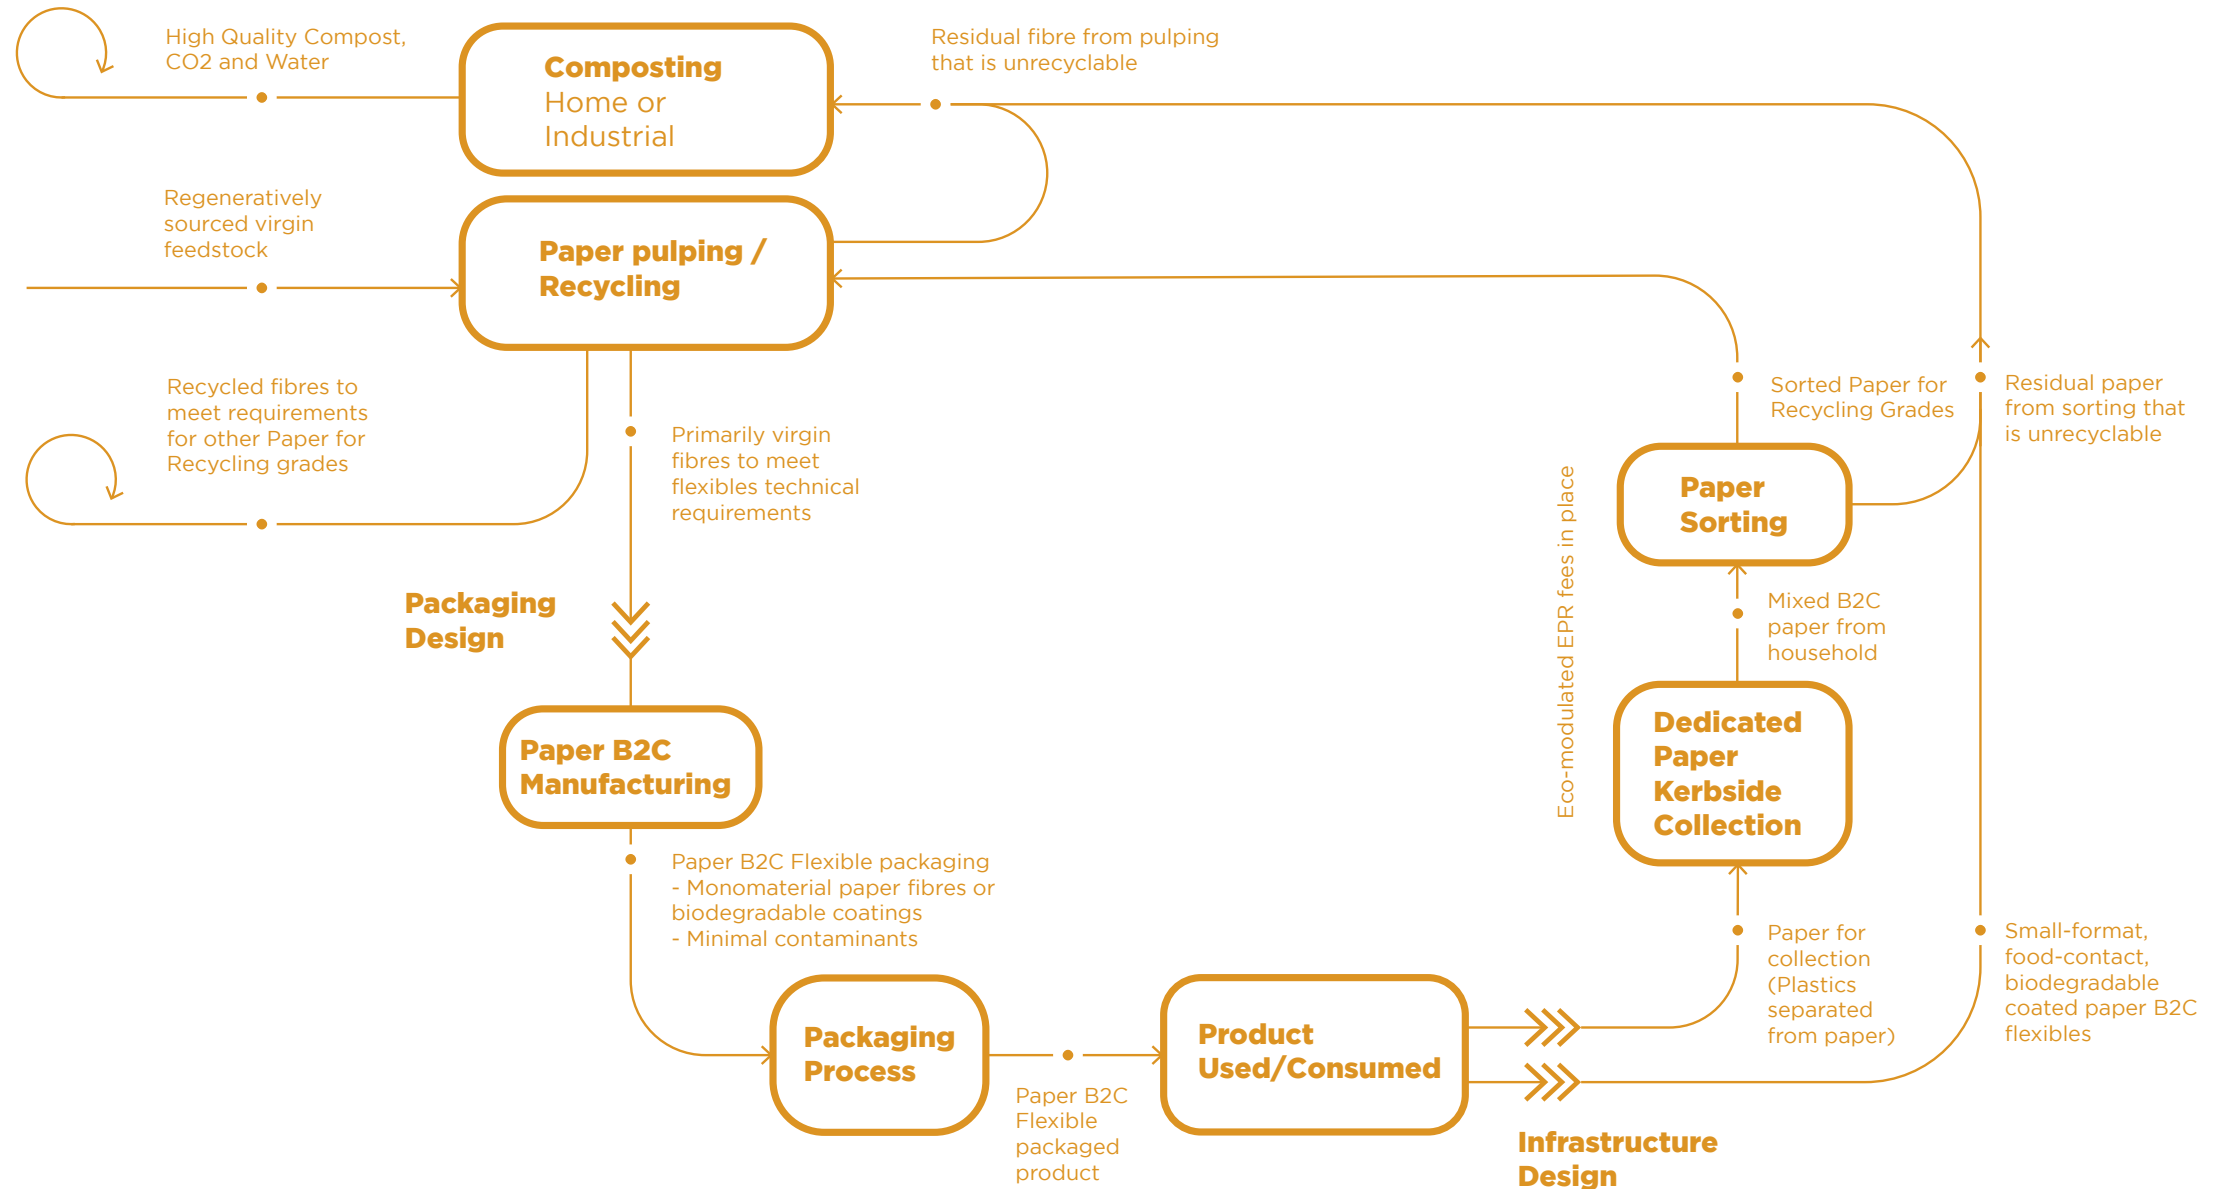 High Quality Compost,
CO2 and Water
Composting
Home or
Industrial
Residual fibre from pulping
that is unrecyclable
Regeneratively
sourced virgin
feedstock
Paper pulping /
Recycling
Recycled fibres to
meet requirements
for other Paper for
Recycling grades
Primarily virgin
fibres to meet
flexibles technical
requirements
Sorted Paper for
Recycling Grades
Residual paper
from sorting that
is unrecyclable
Paper
Sorting
Eco-modulated EPR fees in place
Packaging
Design
Mixed B2C
paper from
household
Paper B2C
Manufacturing
Dedicated
Paper
Kerbside
Collection
Paper B2C Flexible packaging
- Monomaterial paper fibres or
biodegradable coatings
- Minimal contaminants
Paper for
collection
(Plastics
separated
from paper)
Small-format,
food-contact,
biodegradable
coated paper B2C
flexibles
Packaging
Process
Paper B2C
Flexible
packaged
product
Product
Used/Consumed
Infrastructure
Design